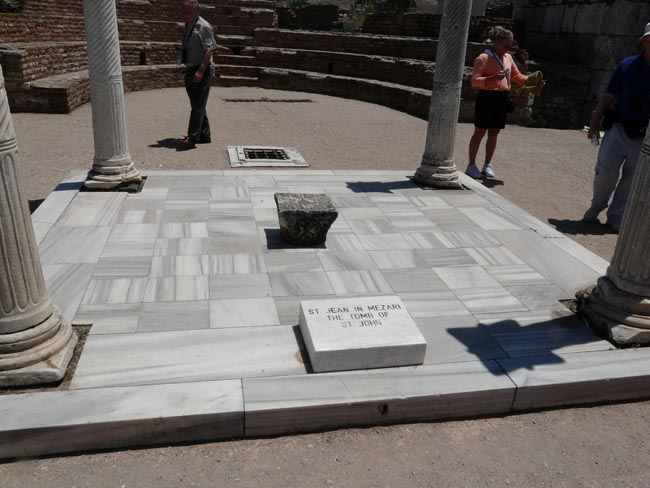 ST. JEAN IN MEZARI
THE TOMB OF
ST. JOHN